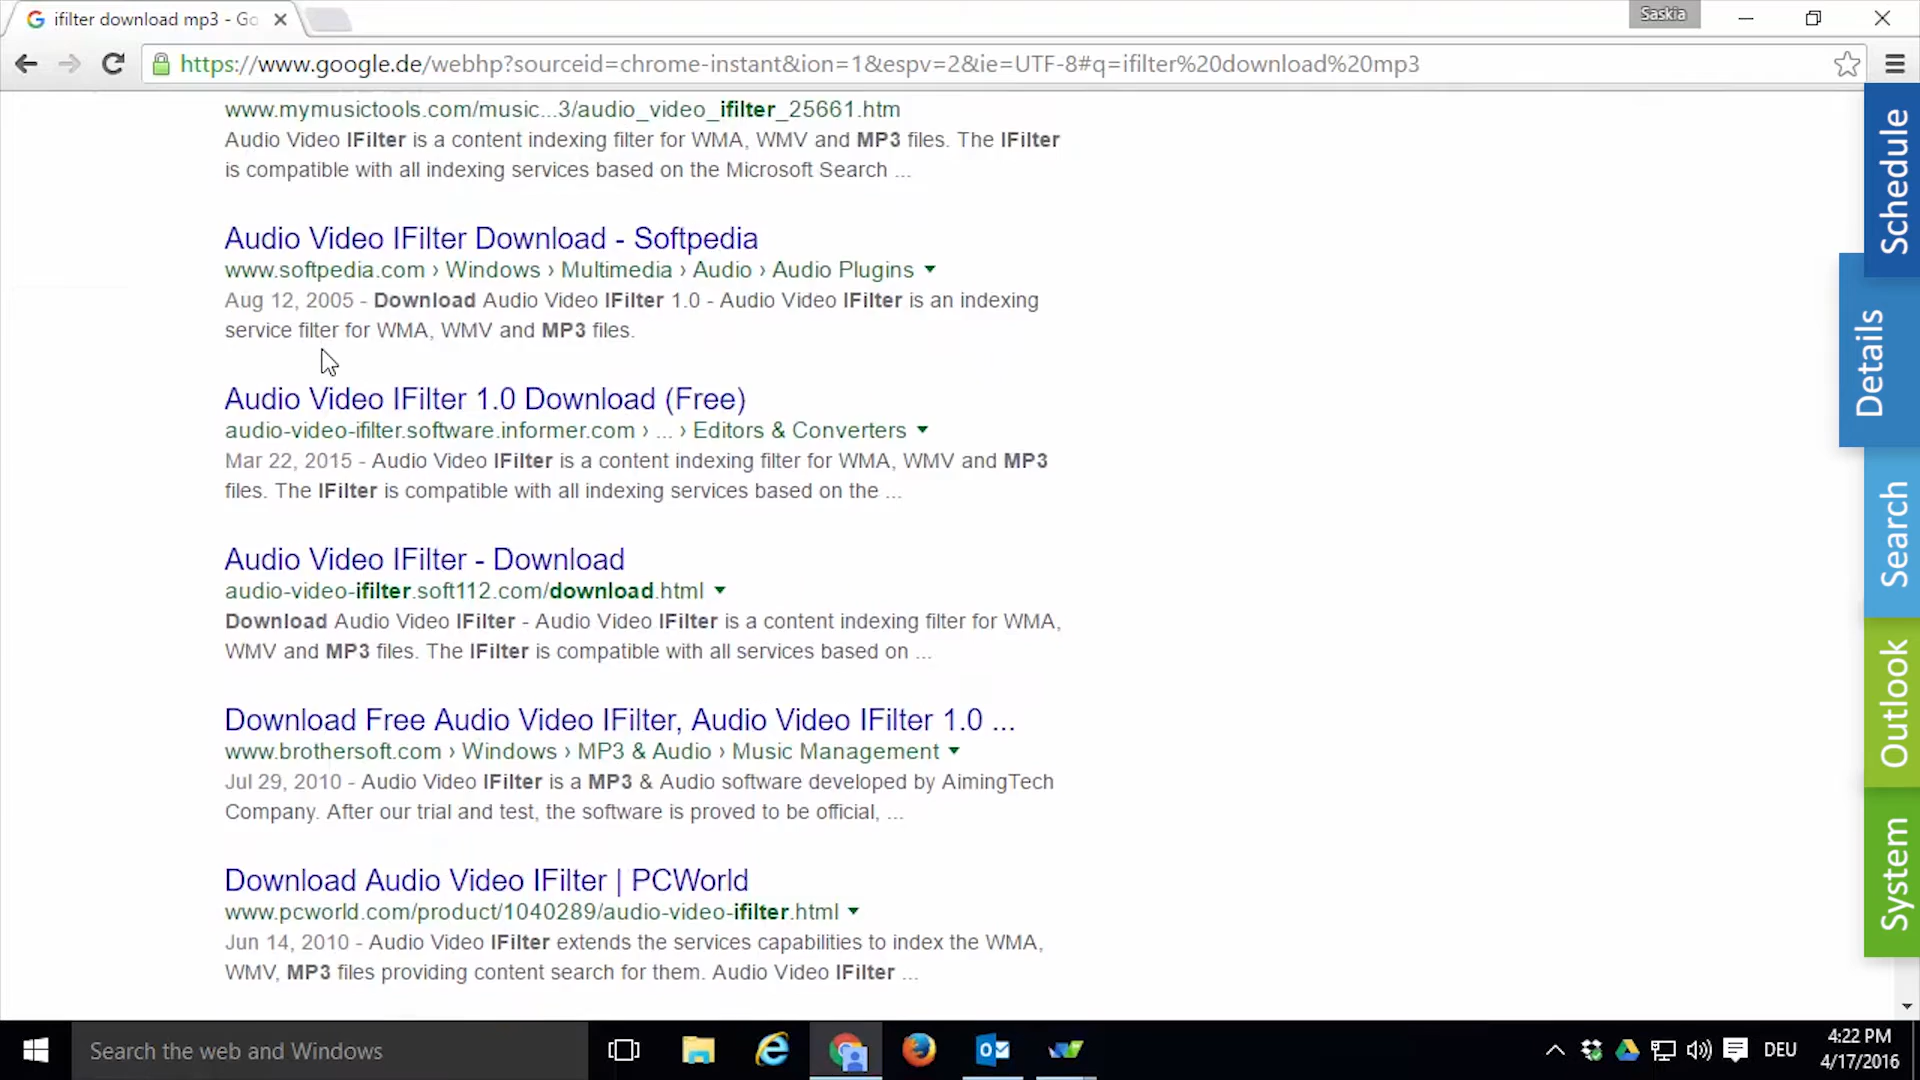 ifilter download mp3 - Go
Saskia
https://www.google.de/webhp?sourceid=chrome-instant&ion=1&espv=2&ie=UTF-8#q=ifilter%20download%20mp3
www.mymusictools.com/music...3/audio_video_ifilter_25661.htm
Audio Video IFilter is a content indexing filter for WMA, WMV and MP3 files. The IFilter
is compatible with all indexing services based on the Microsoft Search ...
Audio Video IFilter Download - Softpedia
www.softpedia.com › Windows › Multimedia › Audio › Audio Plugins
Aug 12, 2005 - Download Audio Video IFilter 1.0 - Audio Video IFilter is an indexing
service filter for WMA, WMV and MP3 files.
Audio Video IFilter 1.0 Download (Free)
audio-video-ifilter.software.informer.com › ... › Editors & Converters
Mar 22, 2015 - Audio Video IFilter is a content indexing filter for WMA, WMV and MP3
files. The IFilter is compatible with all indexing services based on the ...
Audio Video IFilter - Download
audio-video-ifilter.soft112.com/download.html
Download Audio Video IFilter - Audio Video IFilter is a content indexing filter for WMA,
WMV and MP3 files. The IFilter is compatible with all services based on ...
Download Free Audio Video IFilter, Audio Video IFilter 1.0 ...
www.brothersoft.com › Windows › MP3 & Audio › Music Management
Jul 29, 2010 - Audio Video IFilter is a MP3 & Audio software developed by AimingTech
Company. After our trial and test, the software is proved to be official, ...
Download Audio Video IFilter | PCWorld
www.pcworld.com/product/1040289/audio-video-ifilter.html
Jun 14, 2010 - Audio Video IFilter extends the services capabilities to index the WMA,
WMV, MP3 files providing content search for them. Audio Video IFilter ...
Schedule
Details
Search
Outlook
System
Search the web and Windows
DEU
4:22 PM
4/17/2016